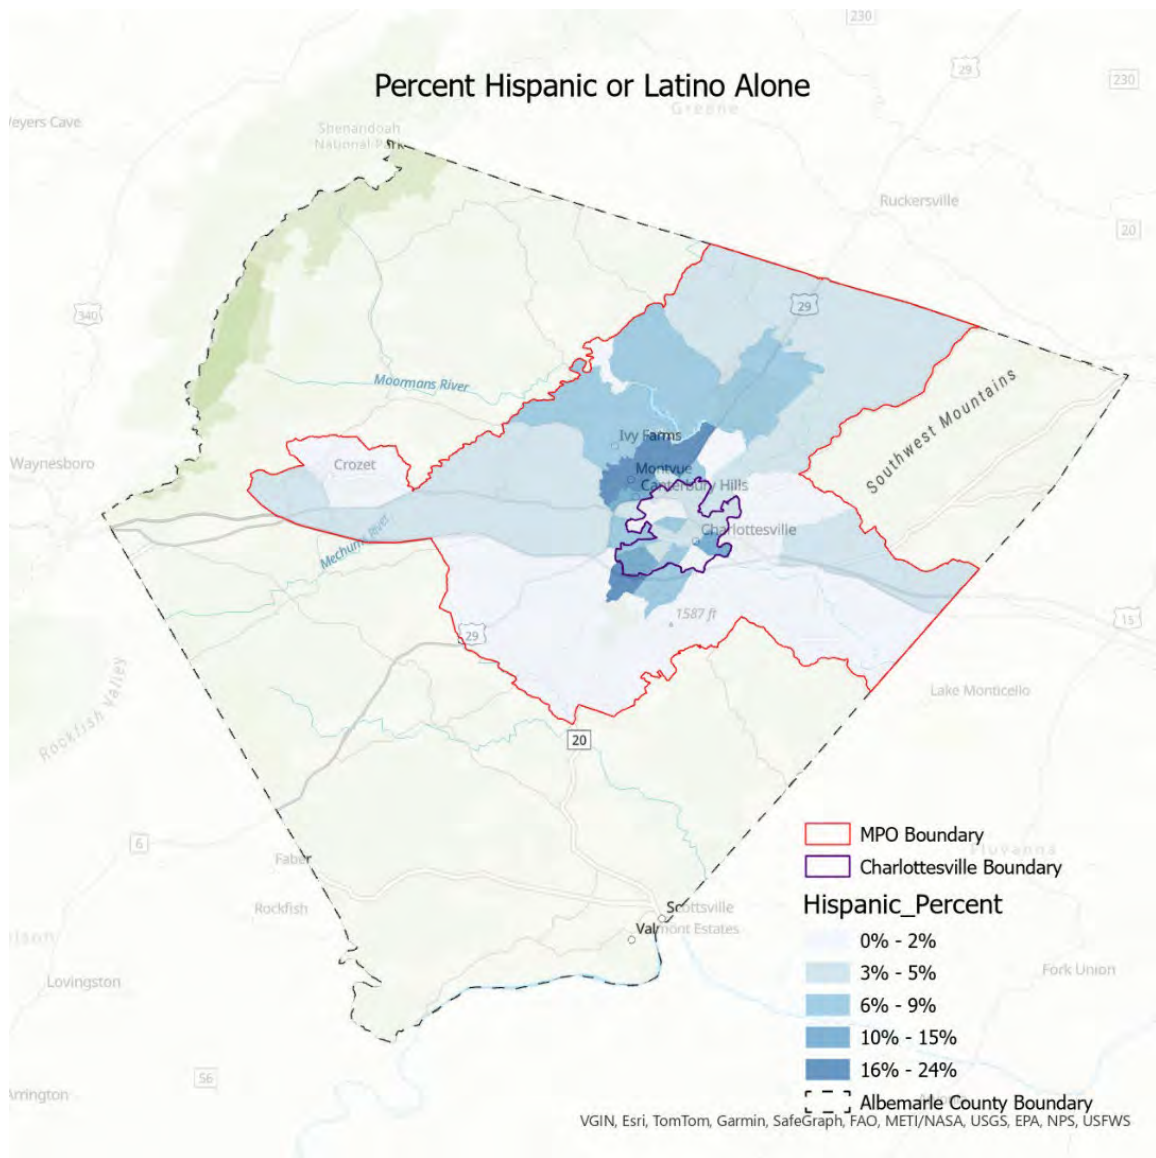 230
29
230
Percent Hispanic or Latino Alone
Greene
Shenandoah
National Park
Ruckersville
20
340
29
Moormans River
Southwest Mountains
Ivy Farms
Waynesboro
Crozet
Montvue
Canterbury Hills
Charlottesville
Mechums River
1587 ft
15
29
Rockfish Valley
Lake Monticello
20
MPO Boundary
6
Fluvanna
Faber
Charlottesville Boundary
Hispanic_Percent
Rockfish
Scottsville
Valmont Estates
0% - 2%
3% - 5%
Fork Union
Lovingston
6% - 9%
10% - 15%
16% - 24%
56
Albemarle County Boundary
VGIN, Esri, TomTom, Garmin, SafeGraph, FAO, METI/NASA, USGS, EPA, NPS, USFWS